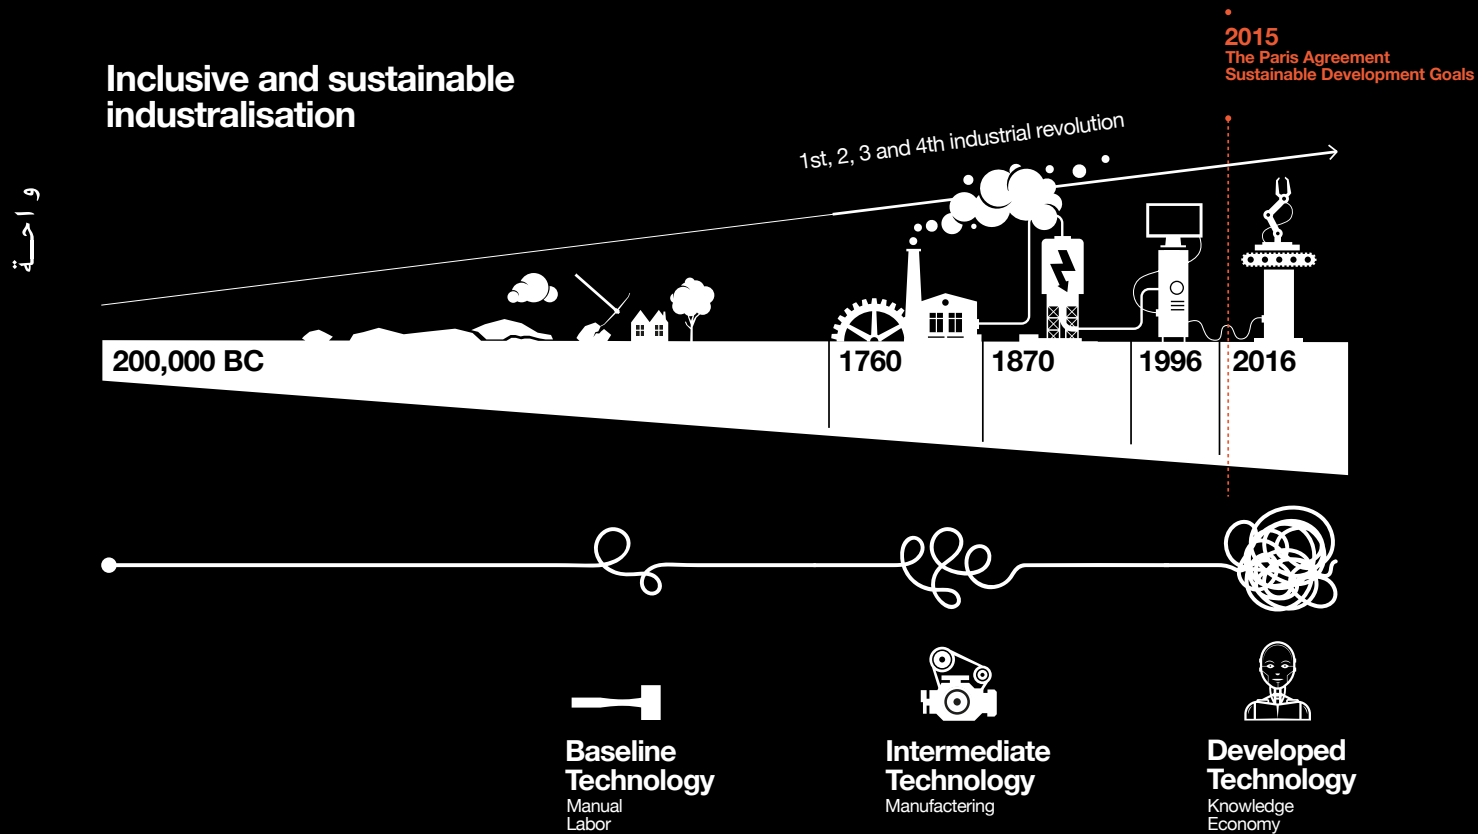 2015
The Paris Agreement
Sustainable Development Goals
Inclusive and sustainable
industralisation
1st, 2, 3 and 4th industrial revolution
واحة
200,000 BC
1760
1870
1996
2016
Baseline
Technology
Manual
Labor
Intermediate
Technology
Manufactering
Developed
Technology
Knowledge
Economy